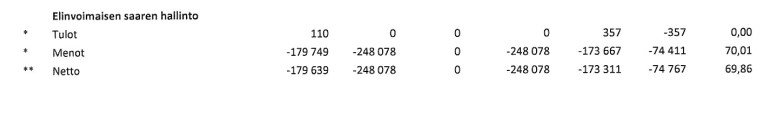 Elinvoimaisen saaren hallinto
* Tulot 110 0 0 0 357 -357 0,00
* Menot -179 749 -248 078 0 -248 078 -173 667 -74 411 70,01
** Netto -179 639 -248 078 0 -248 078 -173 311 -74 767 69,86